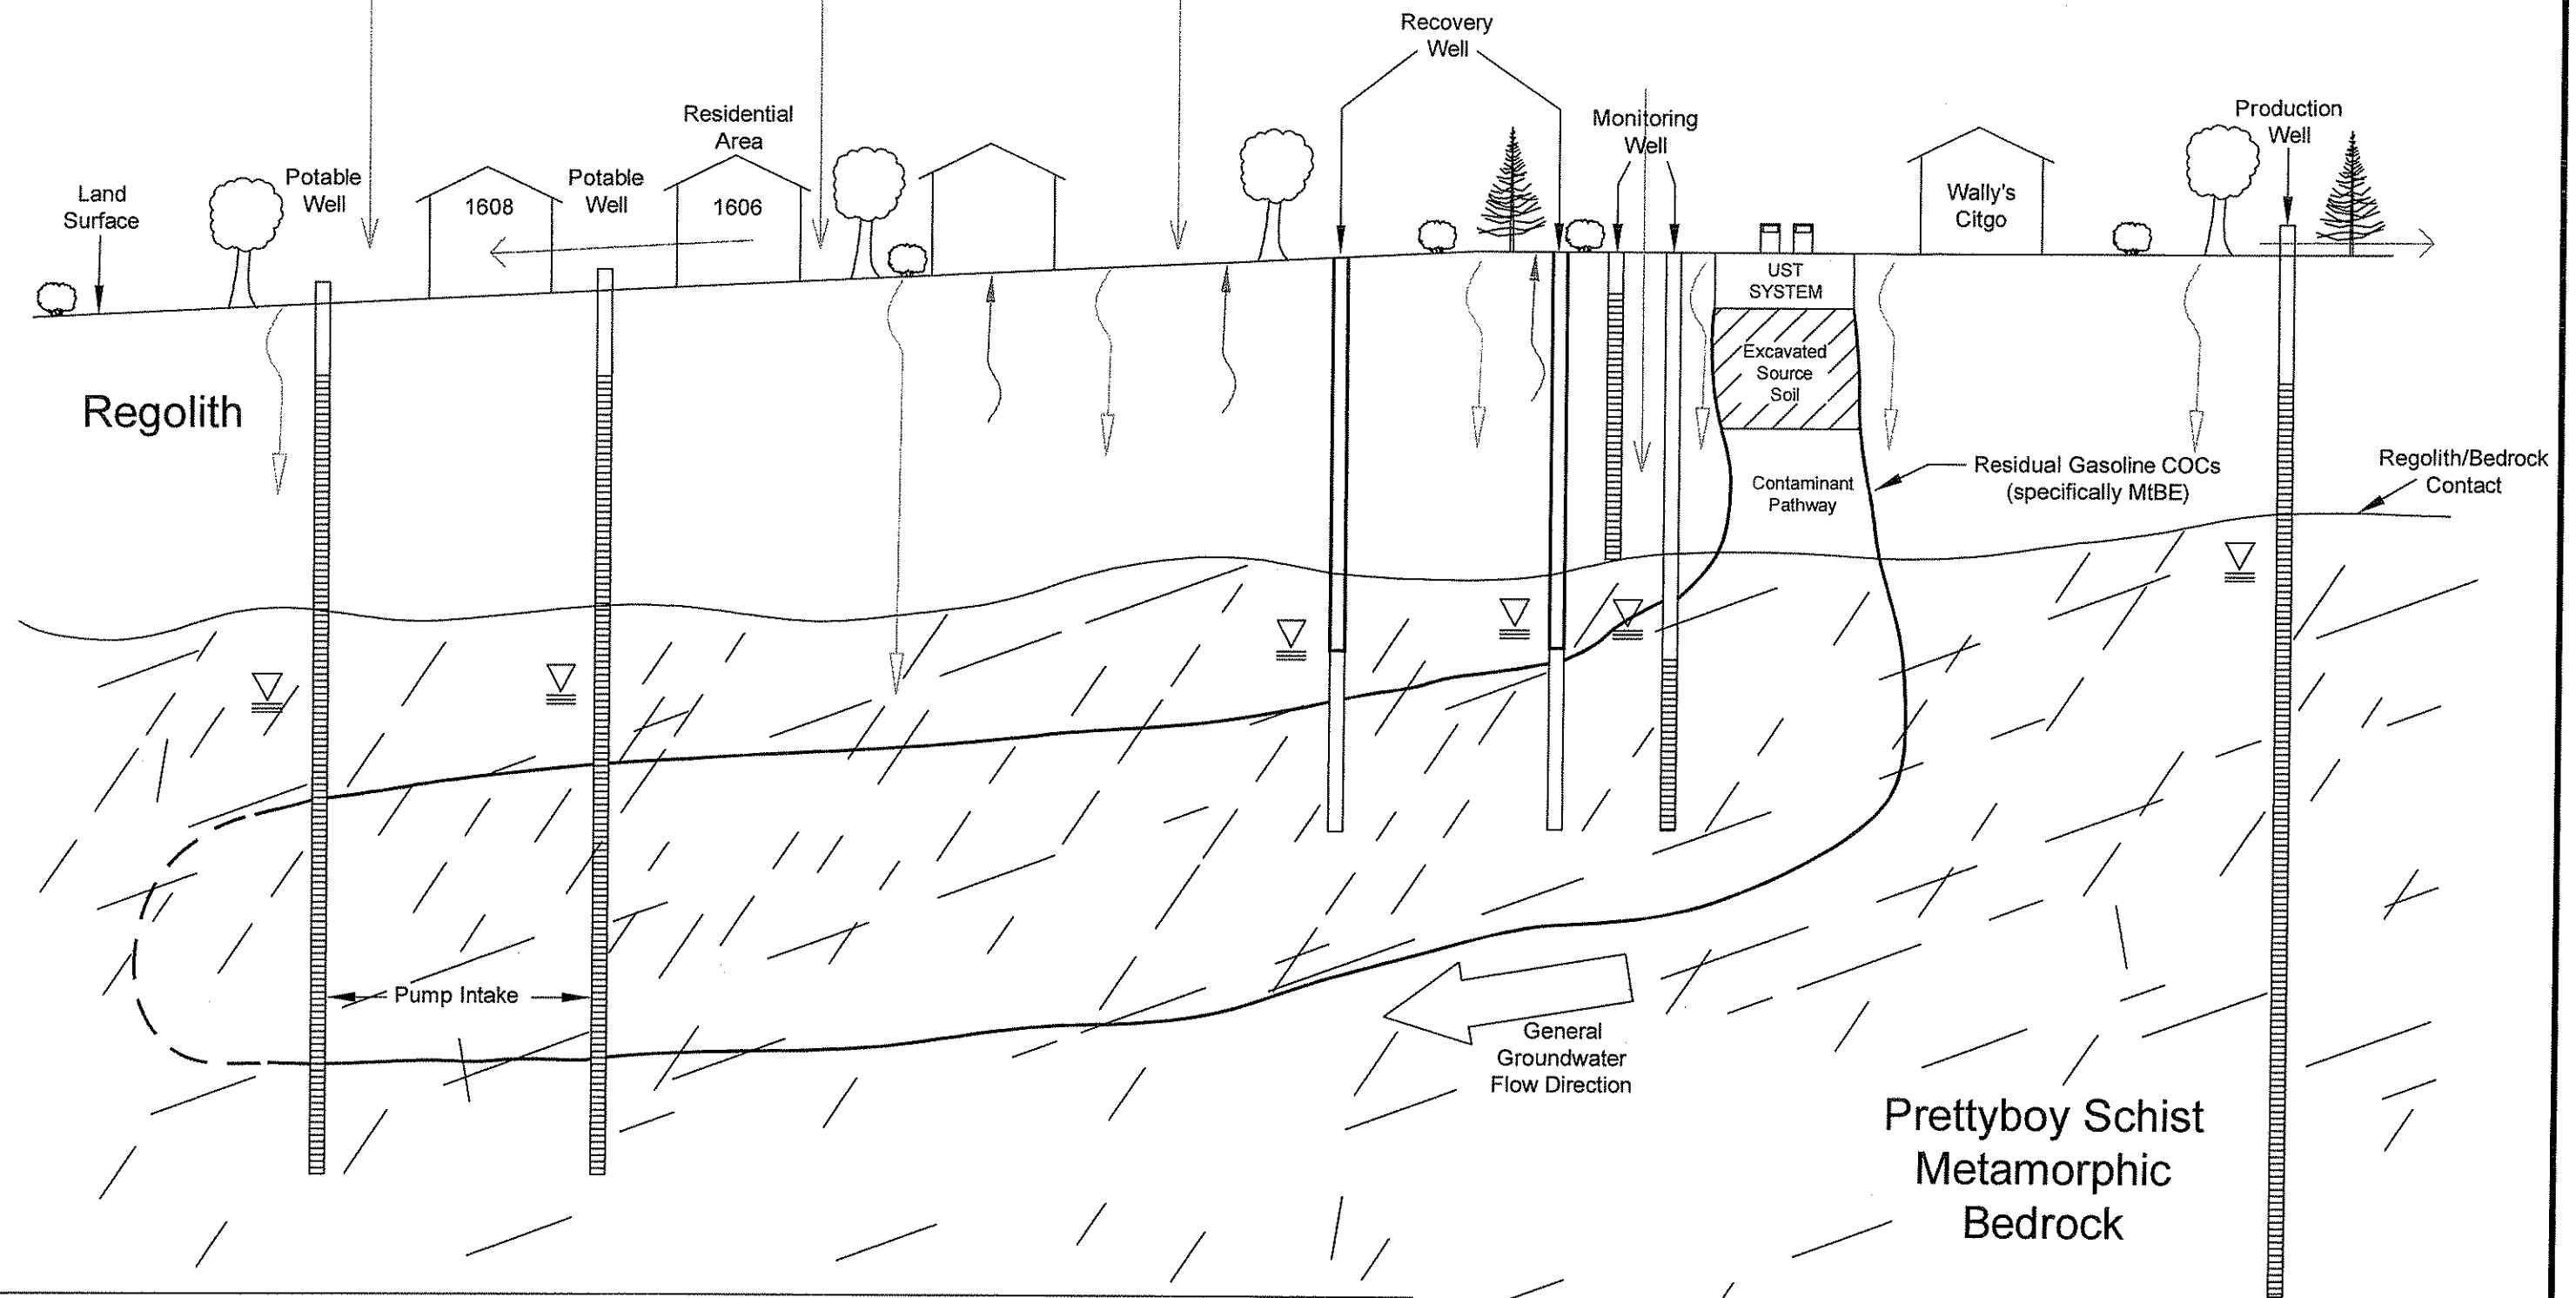 Recovery
Well
Residential
Area
Monitoring
Well
Production
Well
Land
Surface
Potable
Well
1608
Potable
Well
1606
Wally's
Citgo
UST
SYSTEM
Excavated
Source
Soil
Regolith
Contaminant
Pathway
Residual Gasoline COCs
(specifically MtBE)
Regolith/Bedrock
Contact
Pump Intake
General
Groundwater
Flow Direction
Prettyboy Schist
Metamorphic
Bedrock